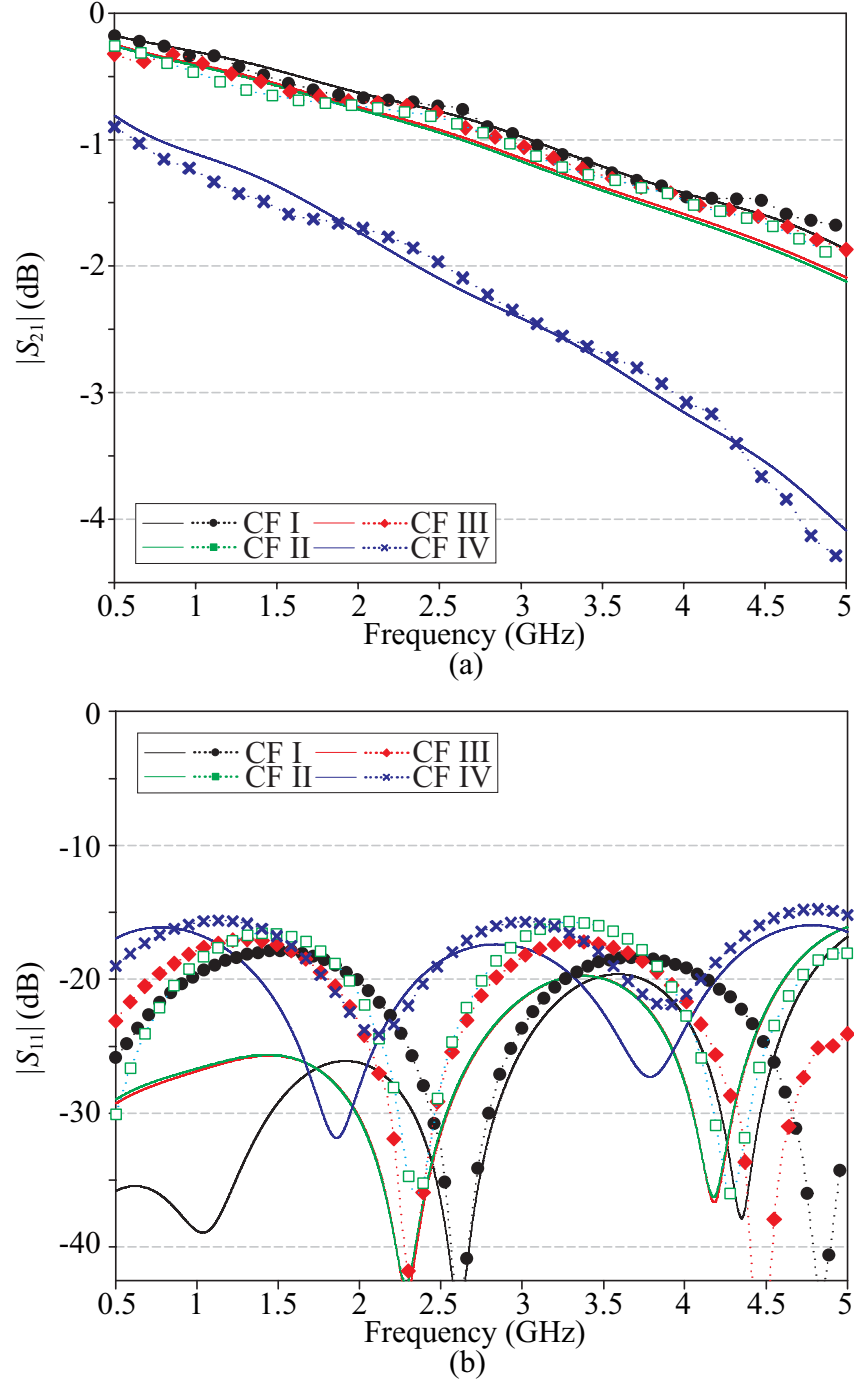 0
-1
-2
-3
-4
|S21| (dB)
CF I CF III
CF II CF IV
0.5 1 1.5 2 2.5 3 3.5 4 4.5 5
Frequency (GHz)
(a)
0
-10
-20
-30
-40
|S11| (dB)
CF I CF III
CF II CF IV
0.5 1 1.5 2 2.5 3 3.5 4 4.5 5
Frequency (GHz)
(b)